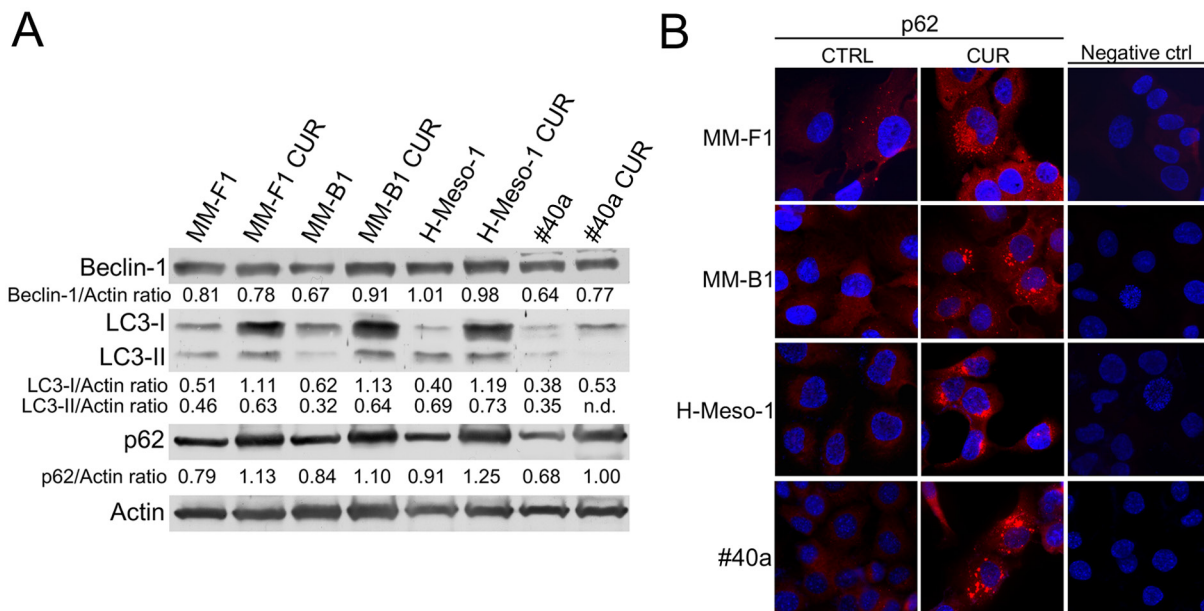 A
MM-F1
MM-F1 CUR
MM-B1
MM-B1 CUR
H-Meso-1
H-Meso-1 CUR
#40a
#40a CUR
Beclin-1
Beclin-1/Actin ratio 0.81 0.78 0.67 0.91 1.01 0.98 0.64 0.77
LC3-I
LC3-II
LC3-I/Actin ratio 0.51 1.11 0.62 1.13 0.40 1.19 0.38 0.53
LC3-II/Actin ratio 0.46 0.63 0.32 0.64 0.69 0.73 0.35 n.d.
p62
p62/Actin ratio 0.79 1.13 0.84 1.10 0.91 1.25 0.68 1.00
Actin
B
p62
CTRL CUR Negative ctrl
MM-F1
MM-B1
H-Meso-1
#40a